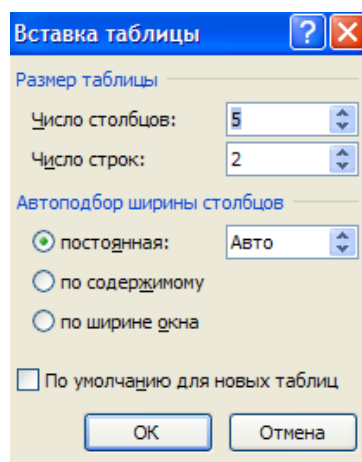 Вставка таблицы
Размер таблицы
Число столбцов: 5
Число строк: 2
Автоподбор ширины столбцов
постоянная: Авто
по содержимому
по ширине окна
По умолчанию для новых таблиц
ОК Отмена